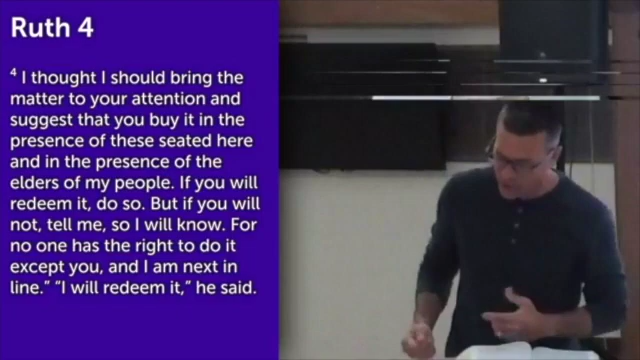 Ruth 4
4 I thought I should bring the
matter to your attention and
suggest that you buy it in the
presence of these seated here
and in the presence of the
elders of my people. If you will
redeem it, do so. But if you will
not, tell me, so I will know. For
no one has the right to do it
except you, and I am next in
line.” “I will redeem it,” he said.